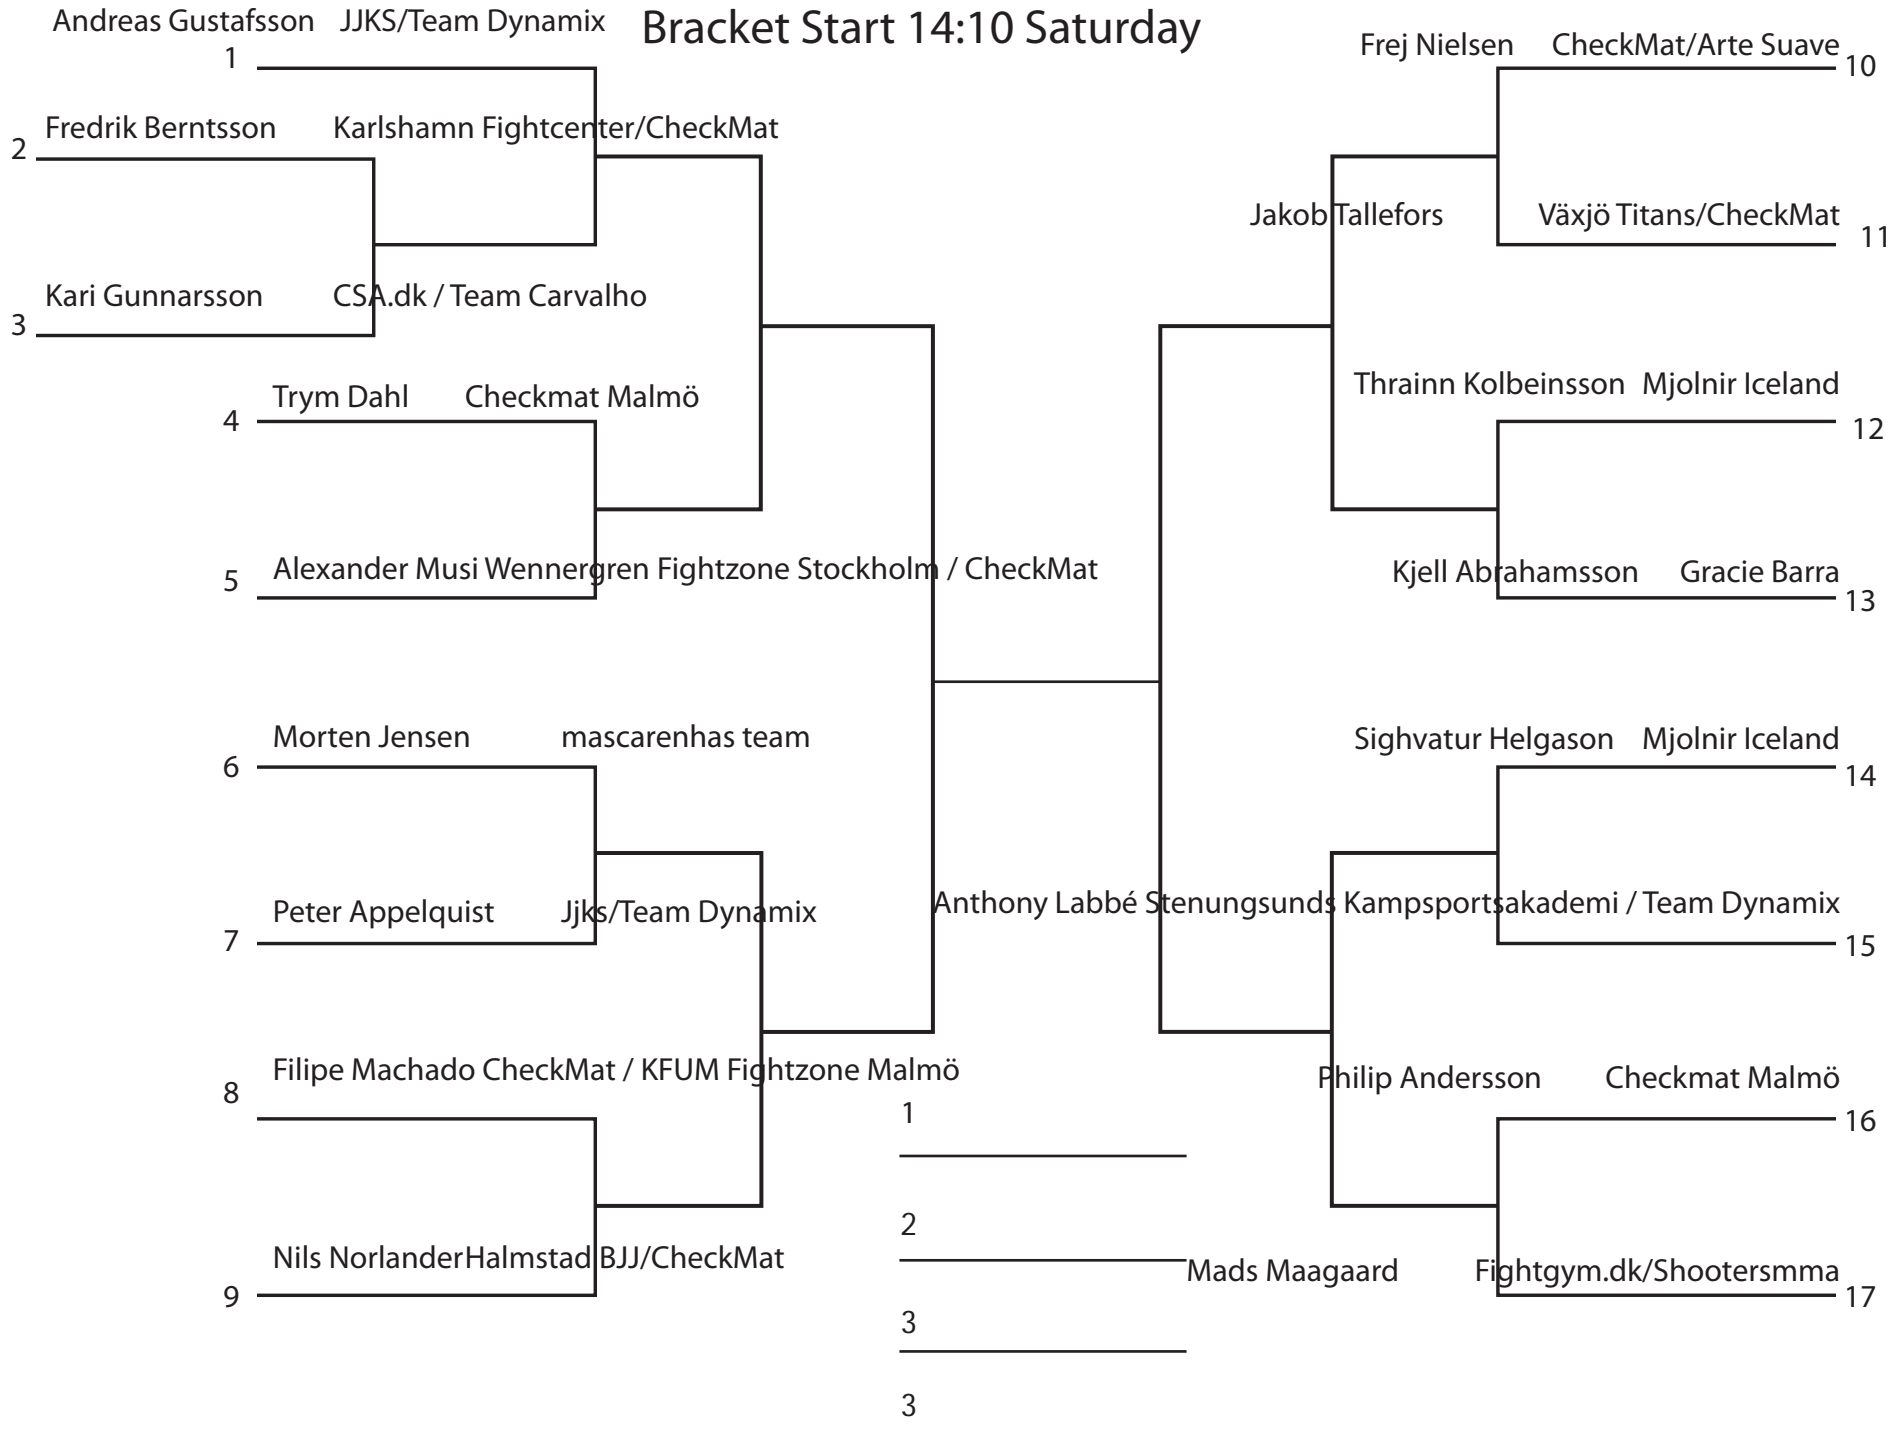 Bracket Start 14:10 Saturday
Andreas Gustafsson JJKS/Team Dynamix
1
2 Fredrik Berntsson Karlshamn Fightcenter/CheckMat
3 Kari Gunnarsson CSA.dk / Team Carvalho
4 Trym Dahl Checkmat Malmö
5 Alexander Musi Wennergren Fightzone Stockholm / CheckMat
6 Morten Jensen mascarenhas team
7 Peter Appelquist Jjks/Team Dynamix
8 Filipe Machado CheckMat / KFUM Fightzone Malmö
9 Nils NorlanderHalmstad BJJ/CheckMat
Frej Nielsen CheckMat/Arte Suave 10
Jakob Tallefors Växjö Titans/CheckMat 11
Thrainn Kolbeinsson Mjolnir Iceland 12
Kjell Abrahamsson Gracie Barra 13
Sighvatur Helgason Mjolnir Iceland 14
Anthony Labbé Stenungsunds Kampsportsakademi / Team Dynamix 15
Philip Andersson Checkmat Malmö 16
Mads Maagaard Fightgym.dk/Shootersmma 17
1
2
3
3